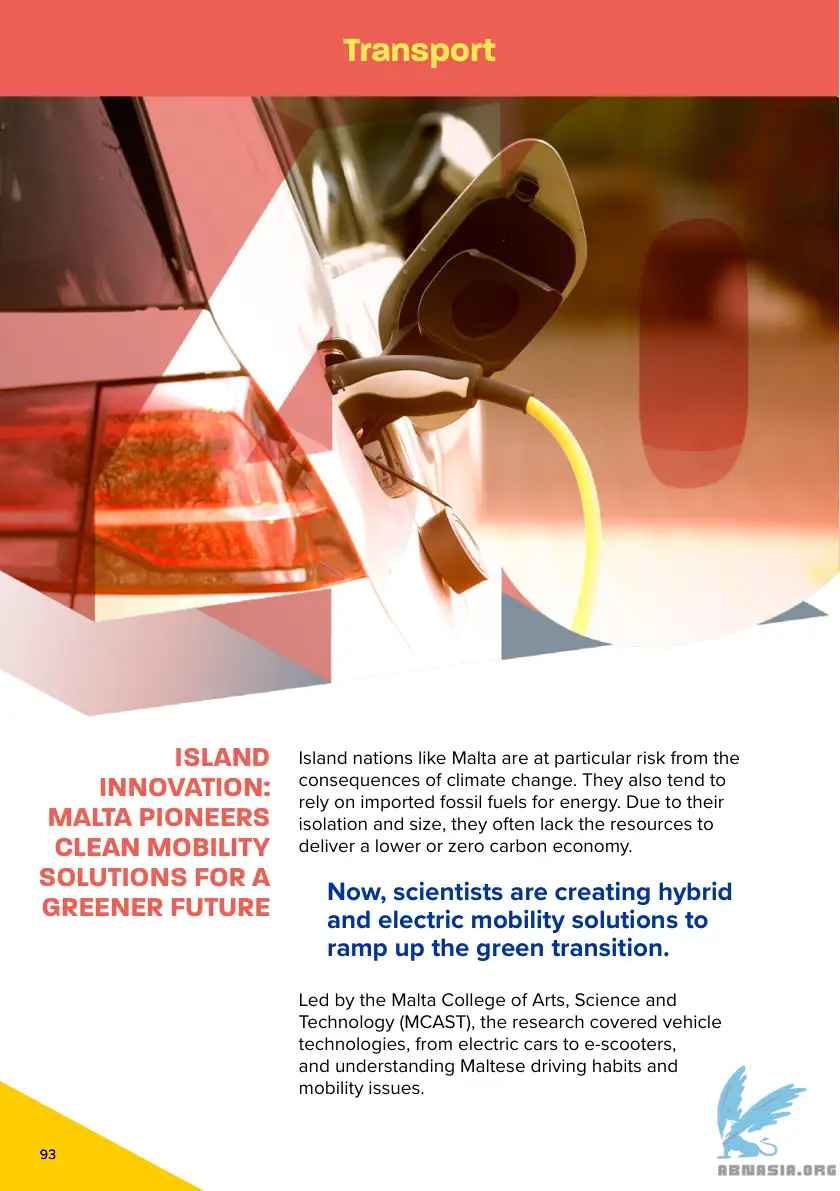 Transport
ISLAND
INNOVATION:
MALTA PIONEERS
CLEAN MOBILITY
SOLUTIONS FOR A
GREENER FUTURE
Island nations like Malta are at particular risk from the
consequences of climate change. They also tend to
rely on imported fossil fuels for energy. Due to their
isolation and size, they often lack the resources to
deliver a lower or zero carbon economy.
Now, scientists are creating hybrid
and electric mobility solutions to
ramp up the green transition.
Led by the Malta College of Arts, Science and
Technology (MCAST), the research covered vehicle
technologies, from electric cars to e-scooters,
and understanding Maltese driving habits and
mobility issues.
93
ABNASIA.ORG